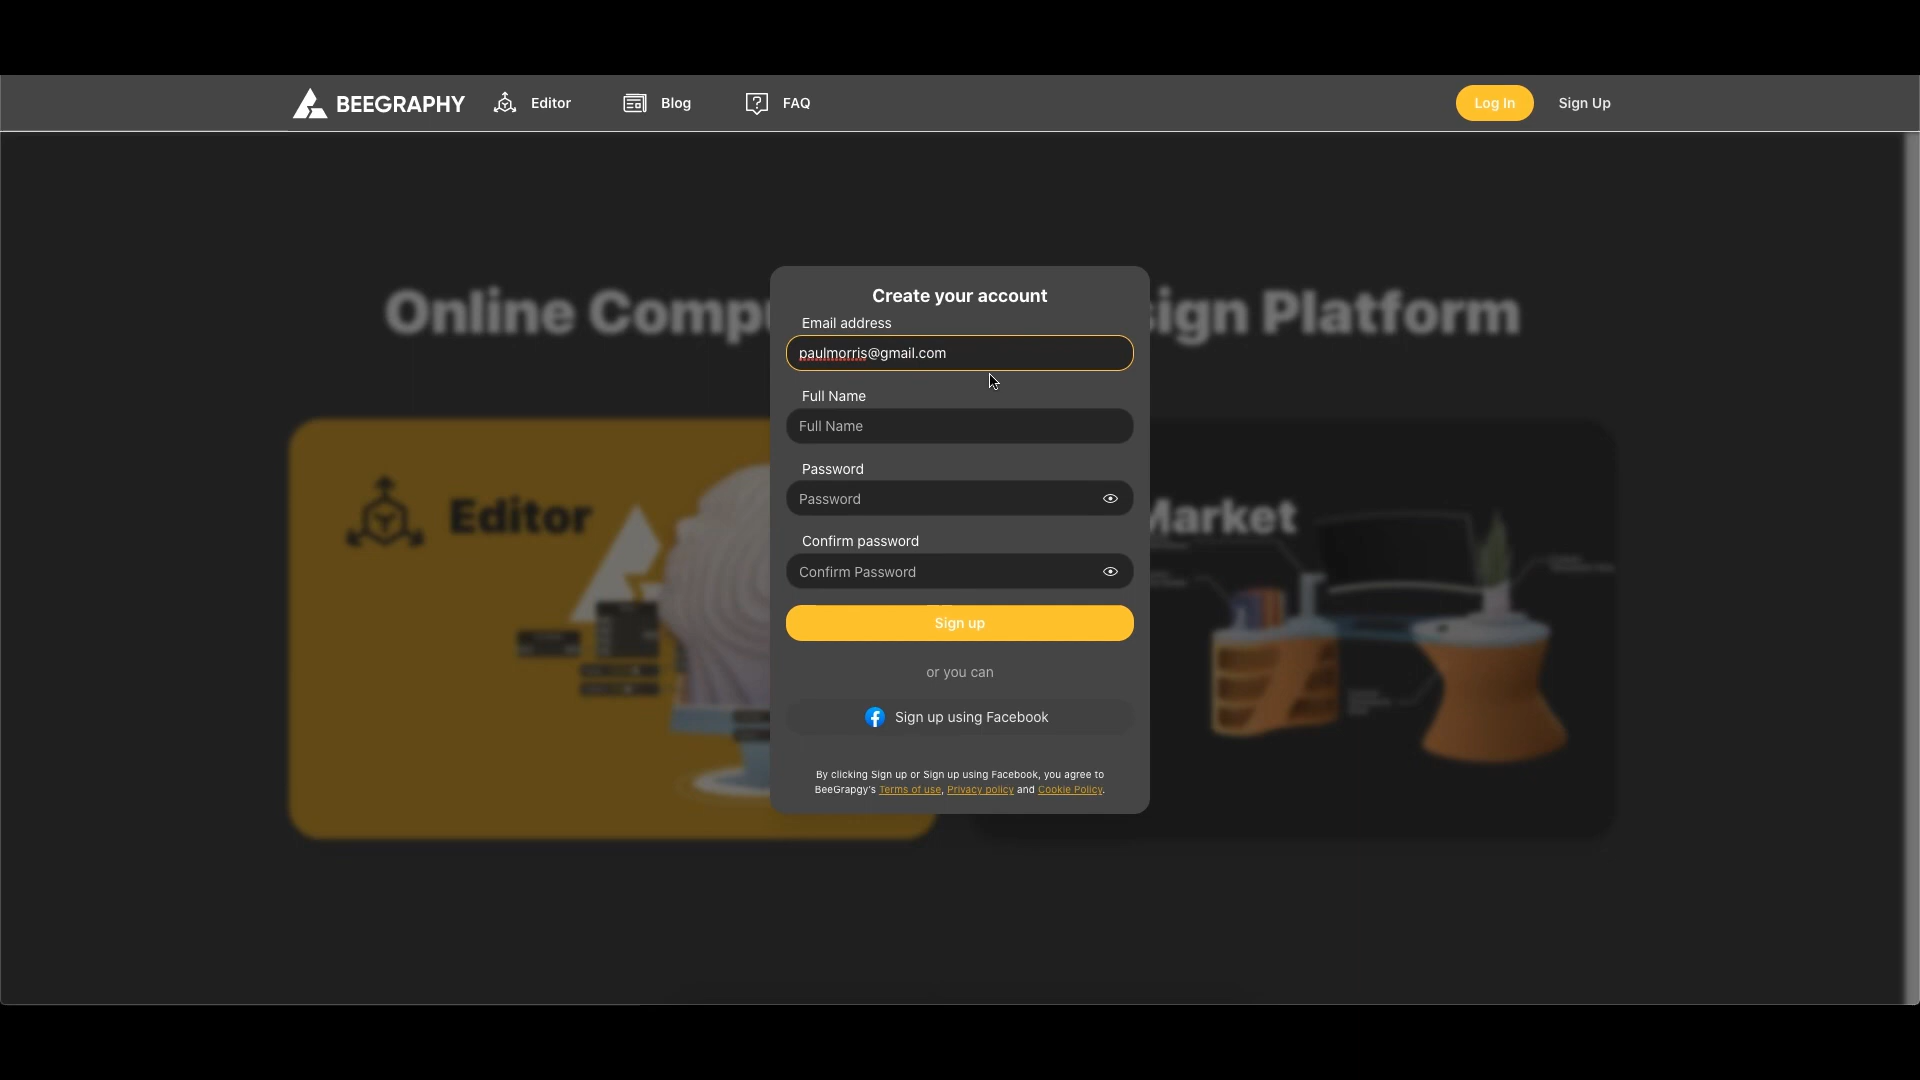 BEEGRAPHY Editor Blog FAQ Log In Sign Up
Online Comp
sign Platform
Create your account
Email address
paulmorris@gmail.com
Full Name
Full Name
Password
Password
Confirm password
Confirm Password
Sign up
or you can
Sign up using Facebook
By clicking Sign up or Sign up using Facebook, you agree to
BeeGrapgy's Terms of use, Privacy policy and Cookie Policy.
Editor
Market